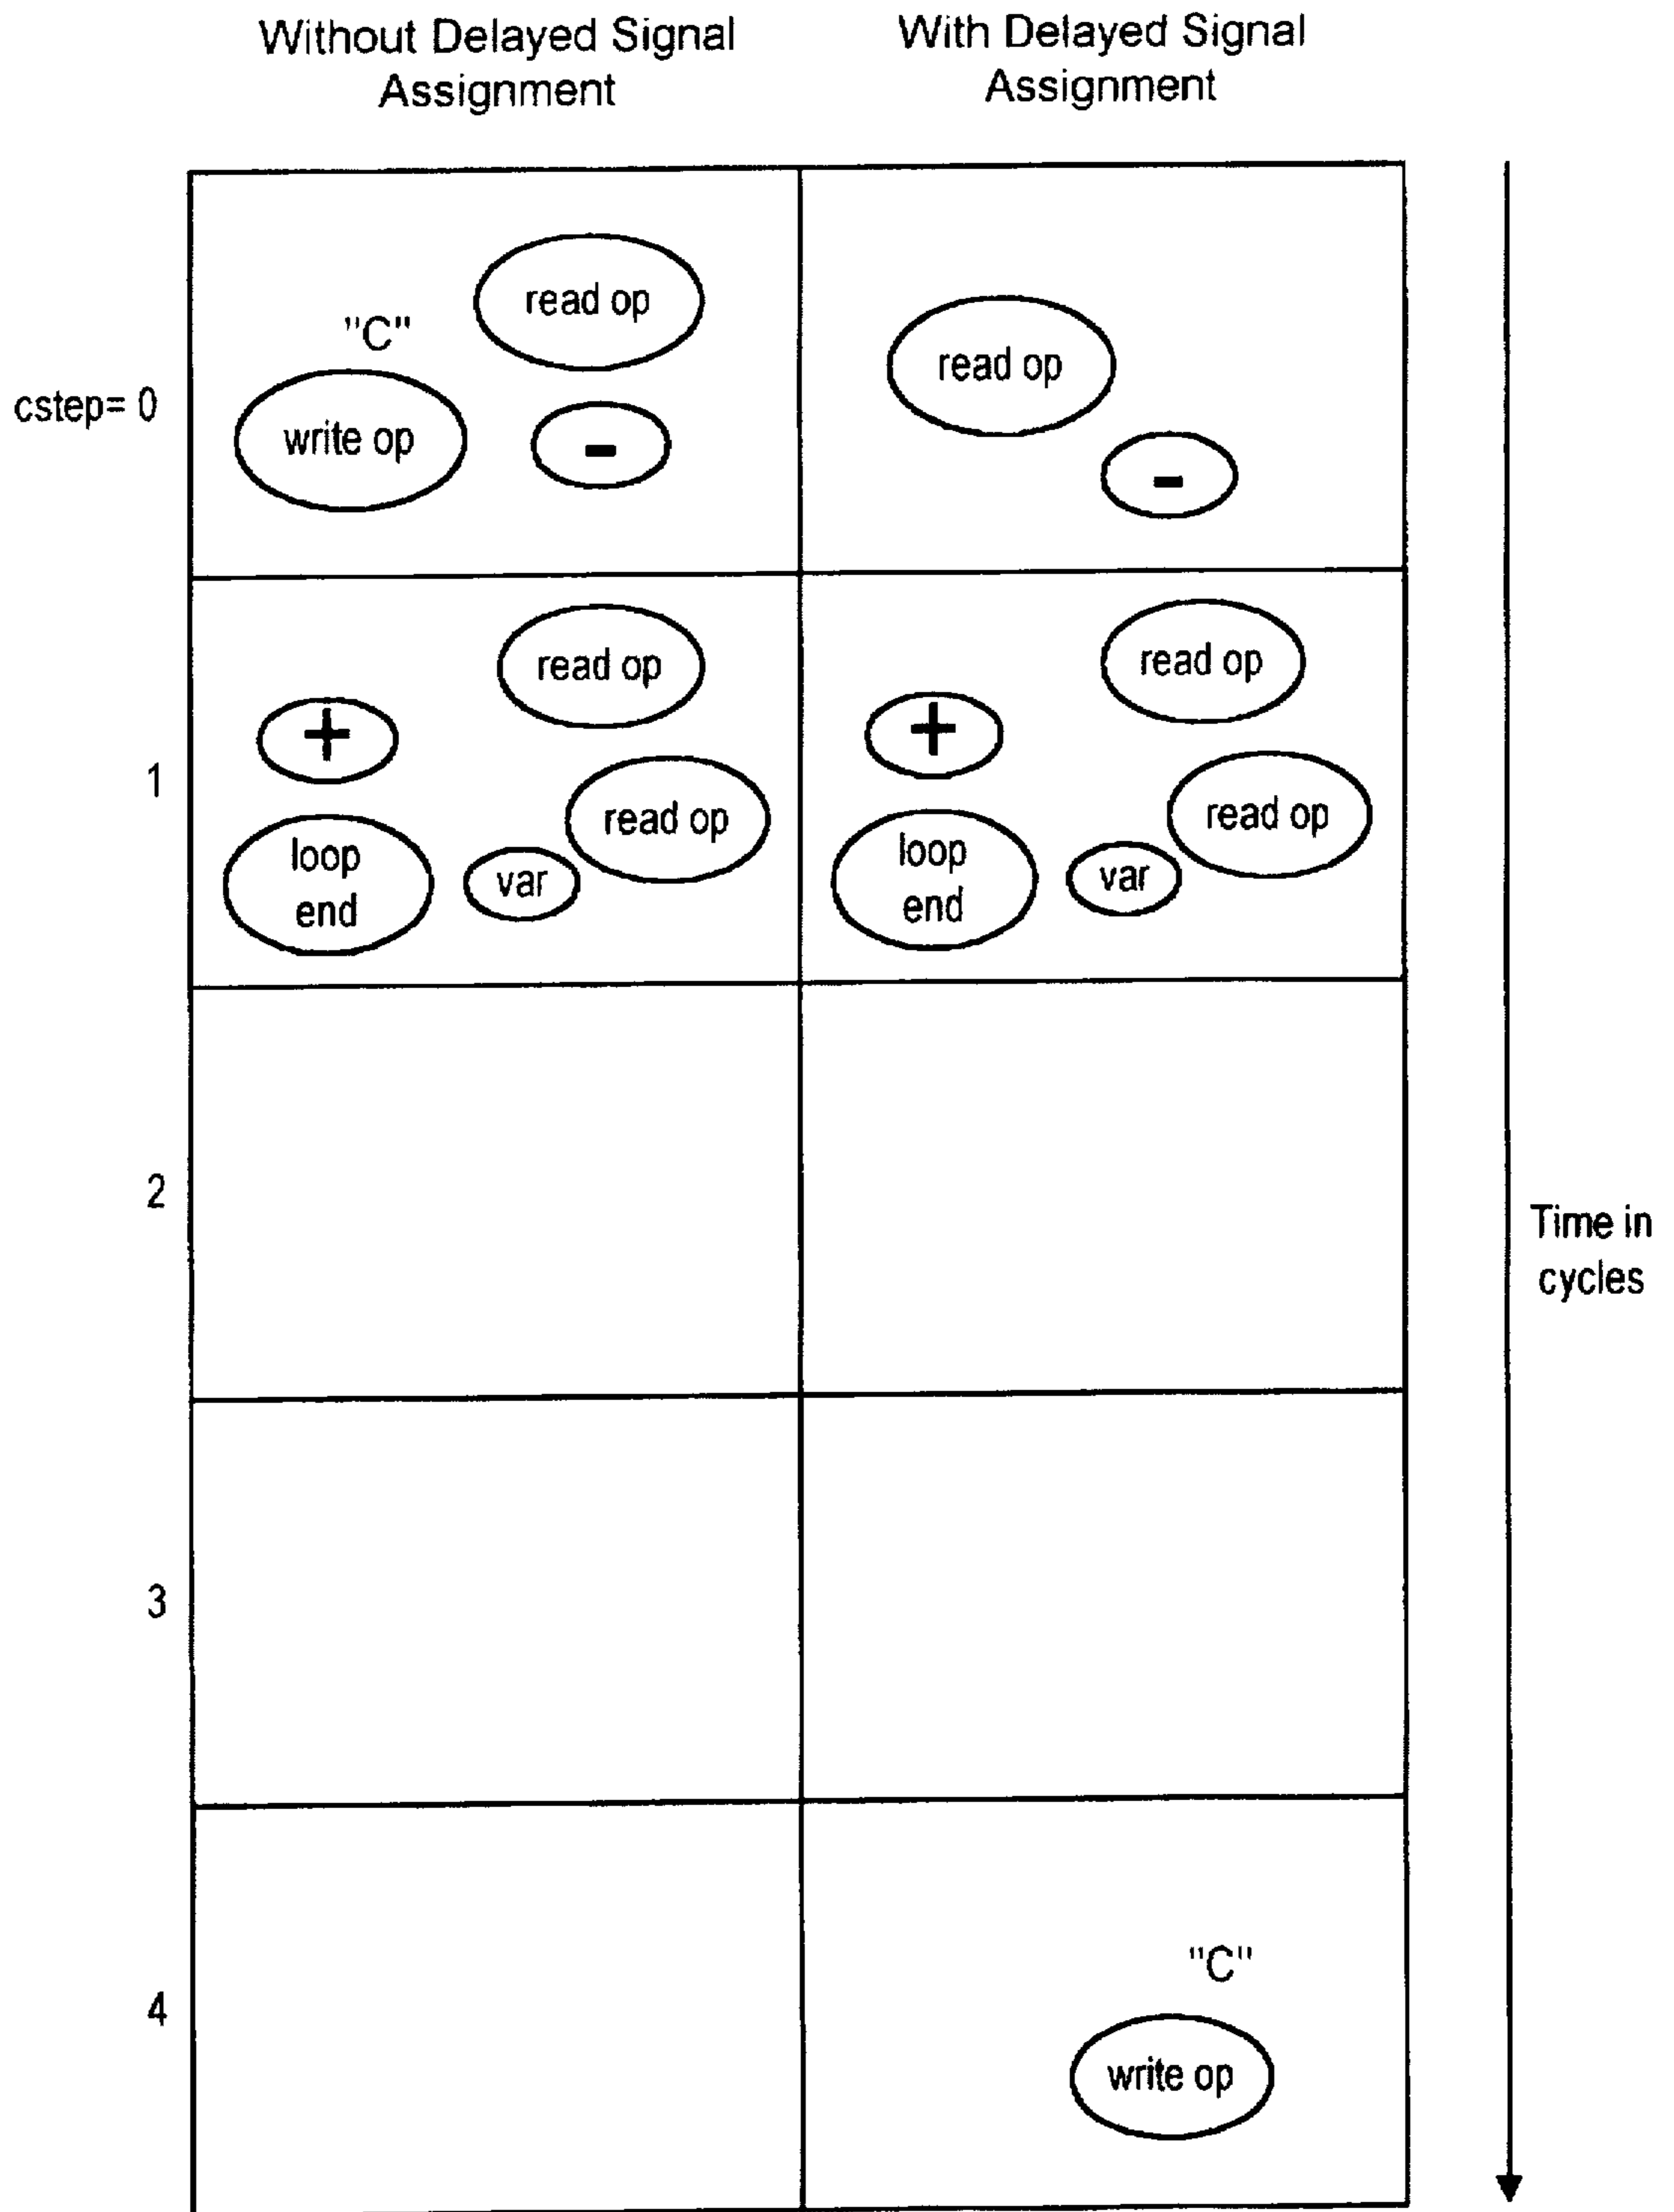 Without Delayed Signal
Assignment
With Delayed Signal
Assignment
cstep= 0
"C"
read op
write op
-
read op
-
1
read op
+
read op
loop
end
var
read op
+
read op
loop
end
var
2
Time in
cycles
3
4
"C"
write op